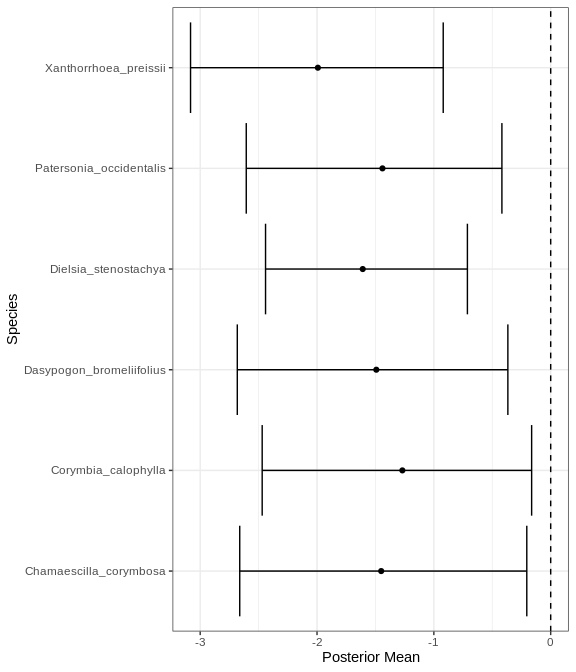 Species
Xanthorrhoea_preissii
Patersonia_occidentalis
Dielsia_stenostachya
Dasypogon_bromeliifolius
Corymbia_calophylla
Chamaescilla_corymbosa
-3 -2 -1 0
Posterior Mean